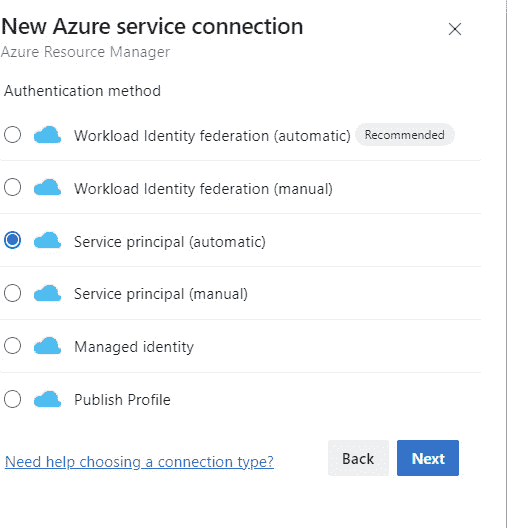 New Azure service connection
Azure Resource Manager
Authentication method
Workload Identity federation (automatic) Recommended
Workload Identity federation (manual)
Service principal (automatic)
Service principal (manual)
Managed identity
Publish Profile
Need help choosing a connection type? Back Next